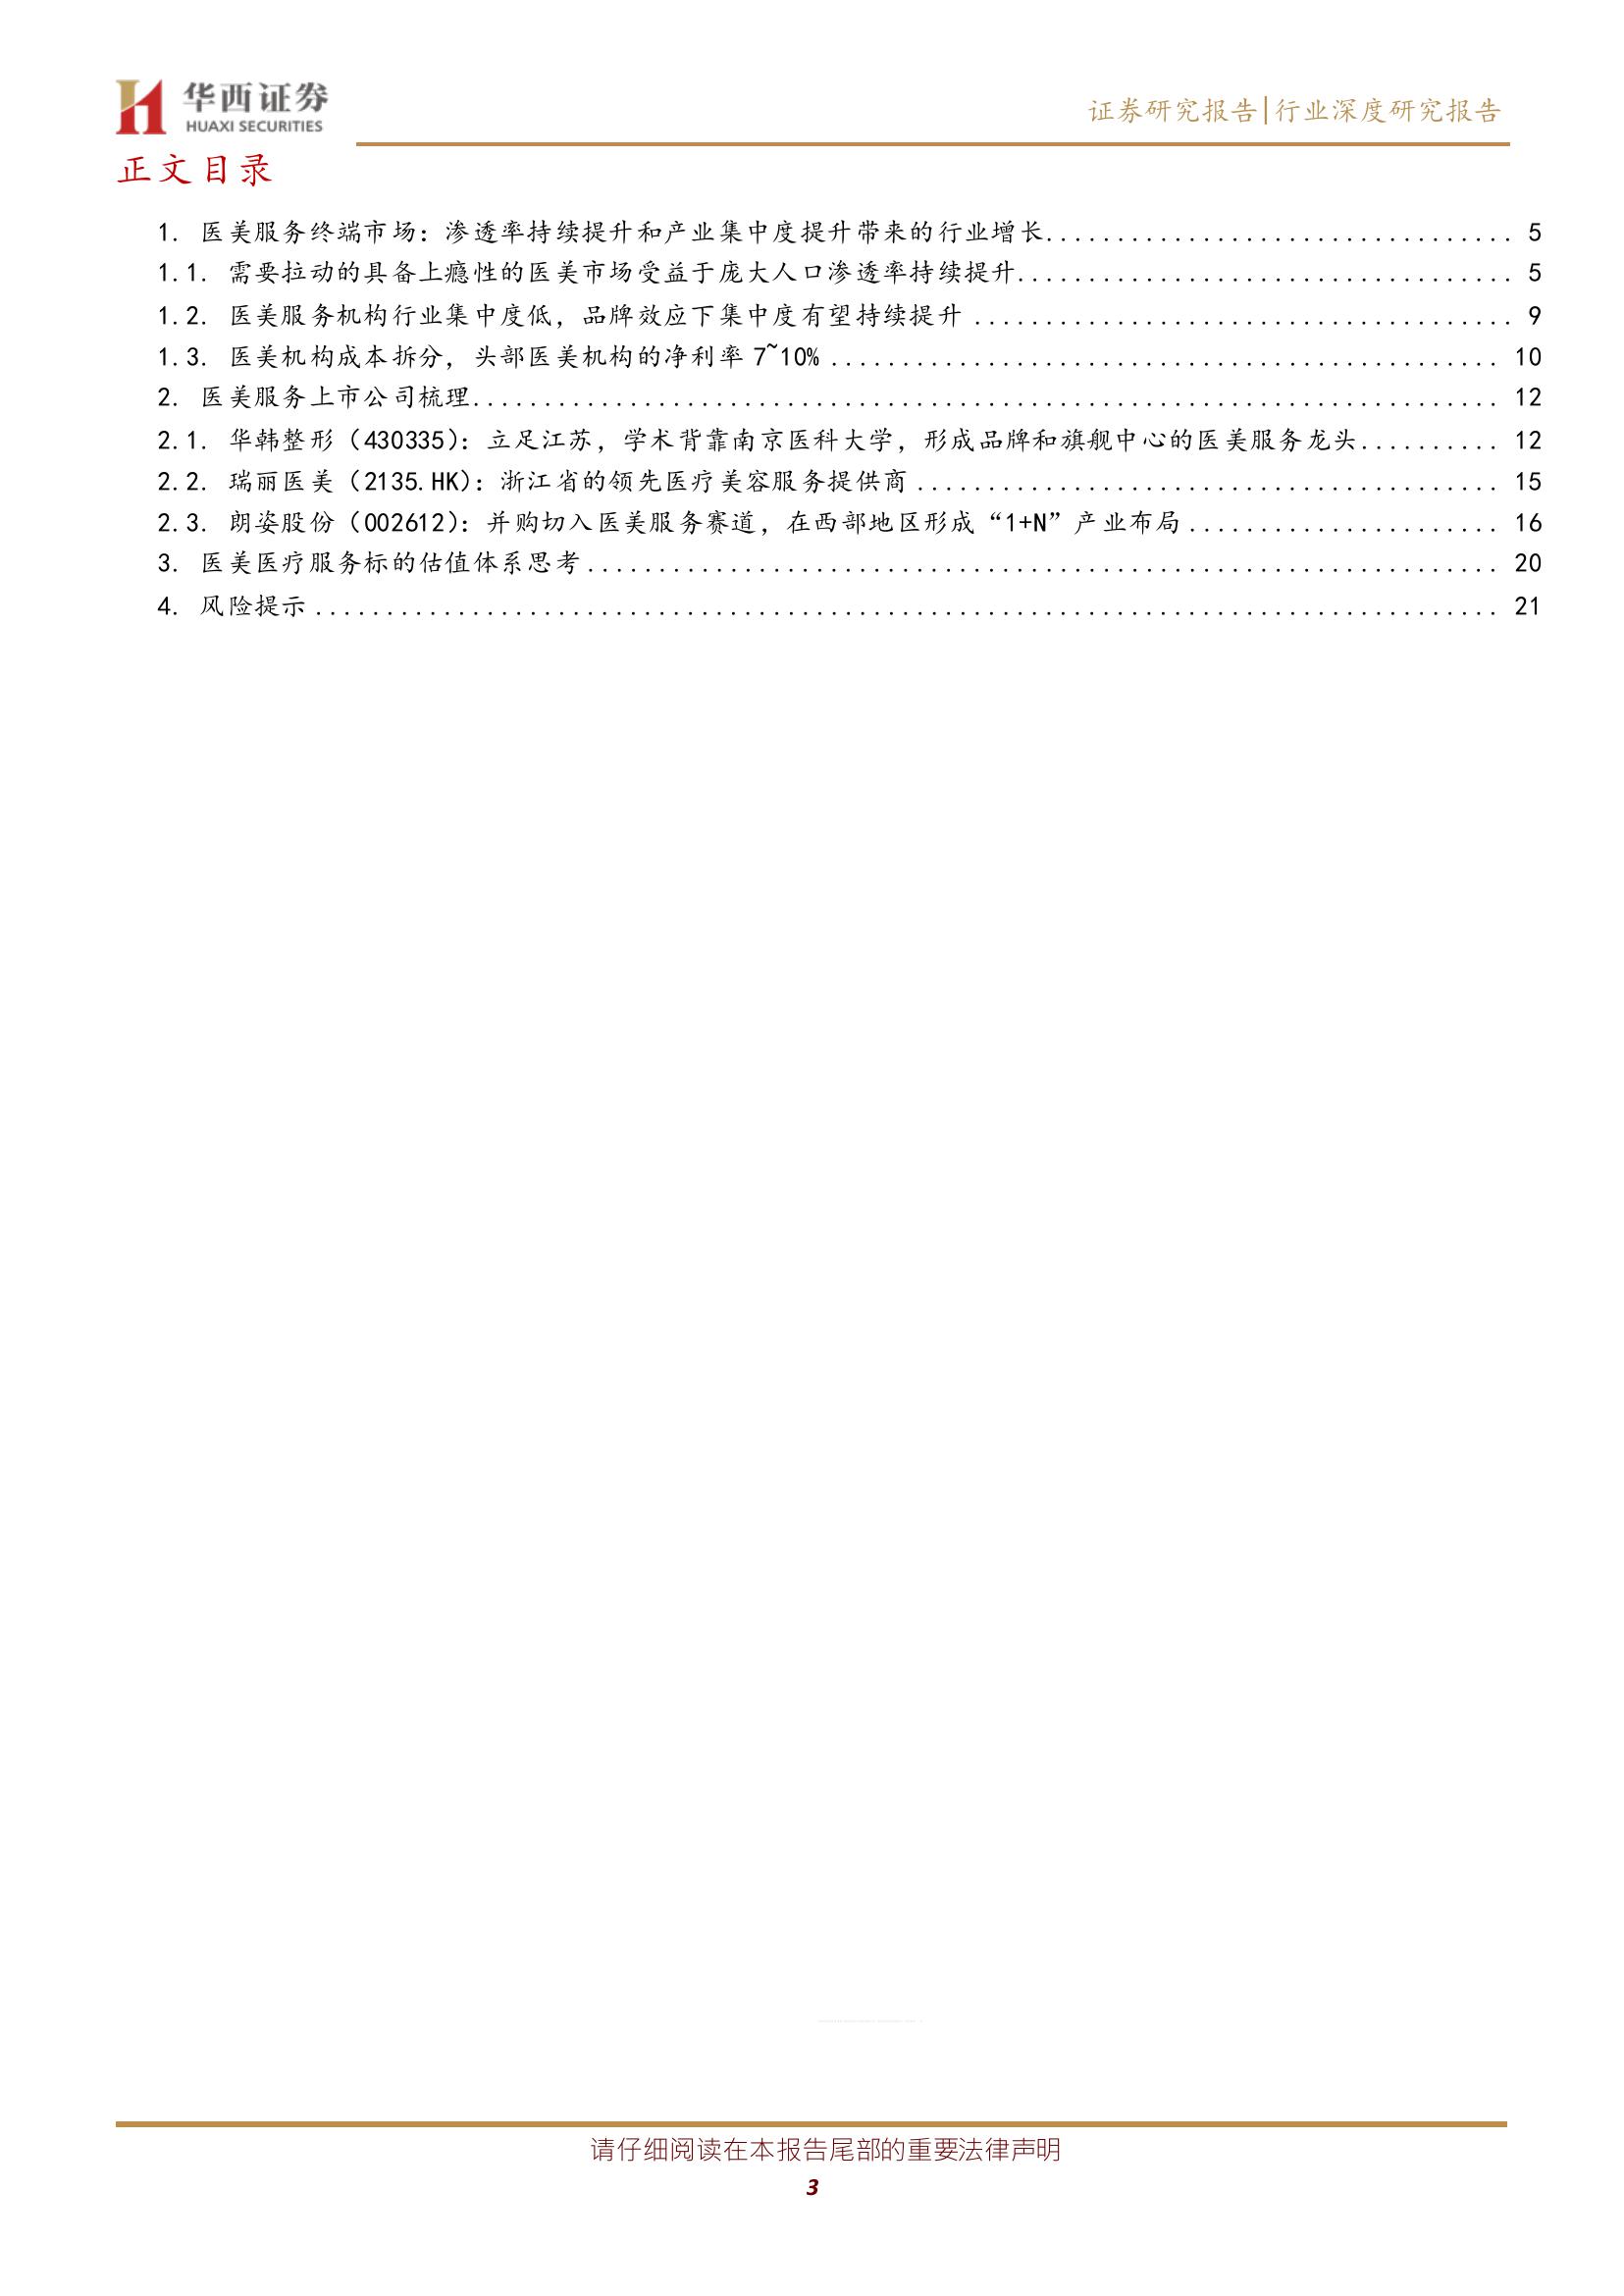 华西证券
HUAXI SECURITIES
证券研究报告|行业深度研究报告
正文目录
1. 医美服务终端市场：渗透率持续提升和产业集中度提升带来的行业增长................................. 5
1.1. 需要拉动的具备上瘾性的医美市场受益于庞大人口渗透率持续提升................................... 5
1.2. 医美服务机构行业集中度低，品牌效应下集中度有望持续提升 ...................................... 9
1.3. 医美机构成本拆分，头部医美机构的净利率 7~10% ............................................... 10
2. 医美服务上市公司梳理........................................................................ 12
2.1. 华韩整形（430335）：立足江苏，学术背靠南京医科大学，形成品牌和旗舰中心的医美服务龙头.......... 12
2.2. 瑞丽医美（2135.HK）：浙江省的领先医疗美容服务提供商 ......................................... 15
2.3. 朗姿股份（002612）：并购切入医美服务赛道，在西部地区形成“1+N”产业布局 ...................... 16
3. 医美医疗服务标的估值体系思考 ................................................................ 20
4. 风险提示 ................................................................................... 21
请仔细阅读在本报告尾部的重要法律声明
3